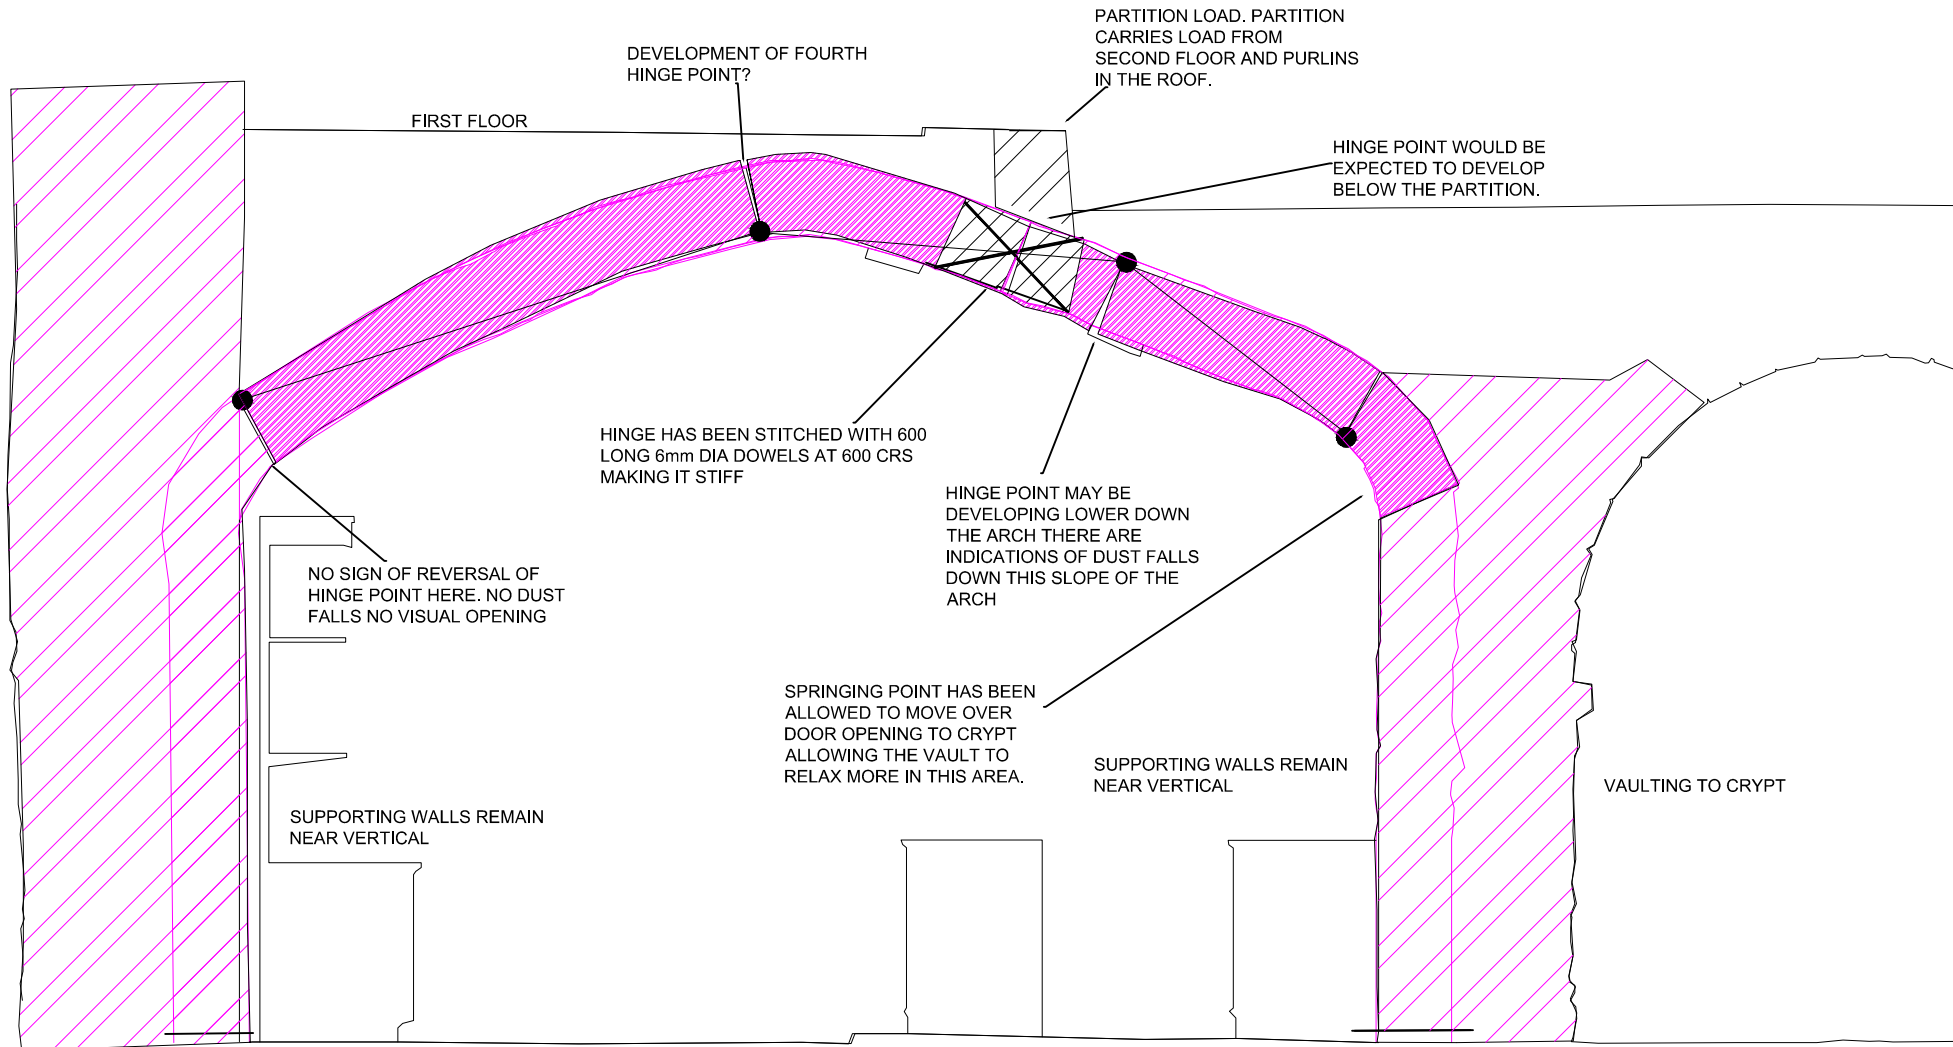 PARTITION LOAD. PARTITION
CARRIES LOAD FROM
SECOND FLOOR AND PURLINS
IN THE ROOF.
DEVELOPMENT OF FOURTH
HINGE POINT?
FIRST FLOOR
HINGE POINT WOULD BE
EXPECTED TO DEVELOP
BELOW THE PARTITION.
HINGE HAS BEEN STITCHED WITH 600
LONG 6mm DIA DOWELS AT 600 CRS
MAKING IT STIFF
HINGE POINT MAY BE
DEVELOPING LOWER DOWN
THE ARCH THERE ARE
INDICATIONS OF DUST FALLS
DOWN THIS SLOPE OF THE
ARCH
NO SIGN OF REVERSAL OF
HINGE POINT HERE. NO DUST
FALLS NO VISUAL OPENING
SPRINGING POINT HAS BEEN
ALLOWED TO MOVE OVER
DOOR OPENING TO CRYPT
ALLOWING THE VAULT TO
RELAX MORE IN THIS AREA.
SUPPORTING WALLS REMAIN
NEAR VERTICAL
VAULTING TO CRYPT
SUPPORTING WALLS REMAIN
NEAR VERTICAL